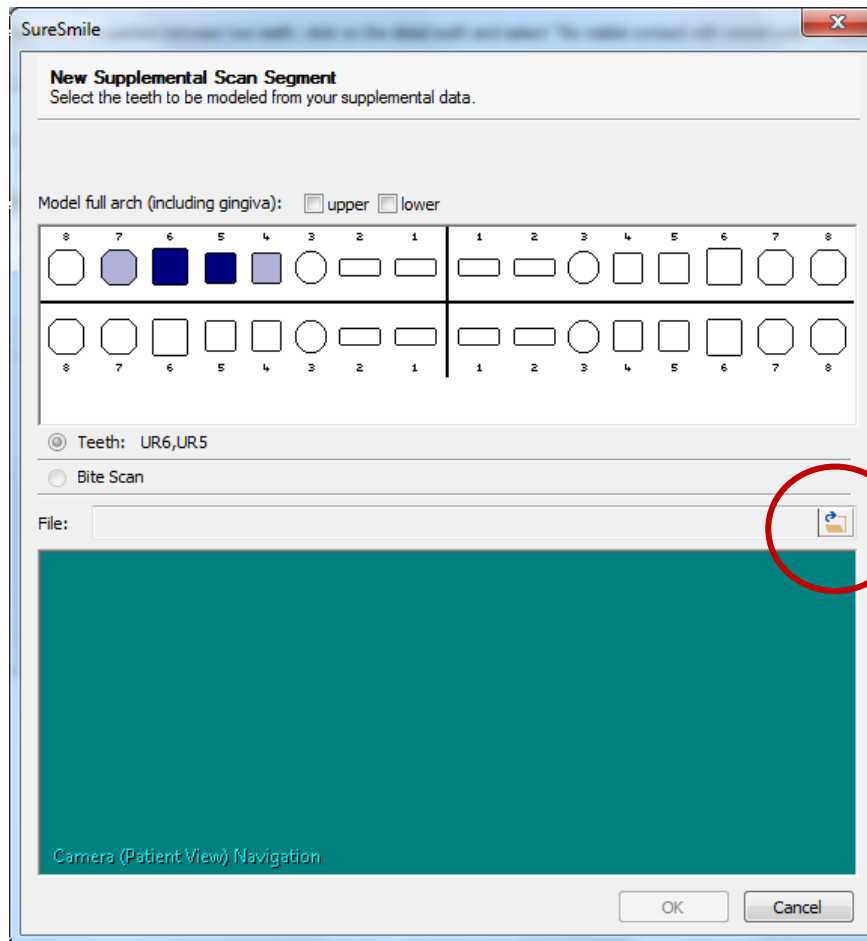 SureSmile
New Supplemental Scan Segment
Select the teeth to be modeled from your supplemental data.
Model full arch (including gingiva): upper lower
8 7 6 5 4 3 2 1 1 2 3 4 5 6 7 8
8 7 6 5 4 3 2 1 1 2 3 4 5 6 7 8
Teeth: UR6,UR5
Bite Scan
File:
Camera (Patient View) Navigation
OK Cancel